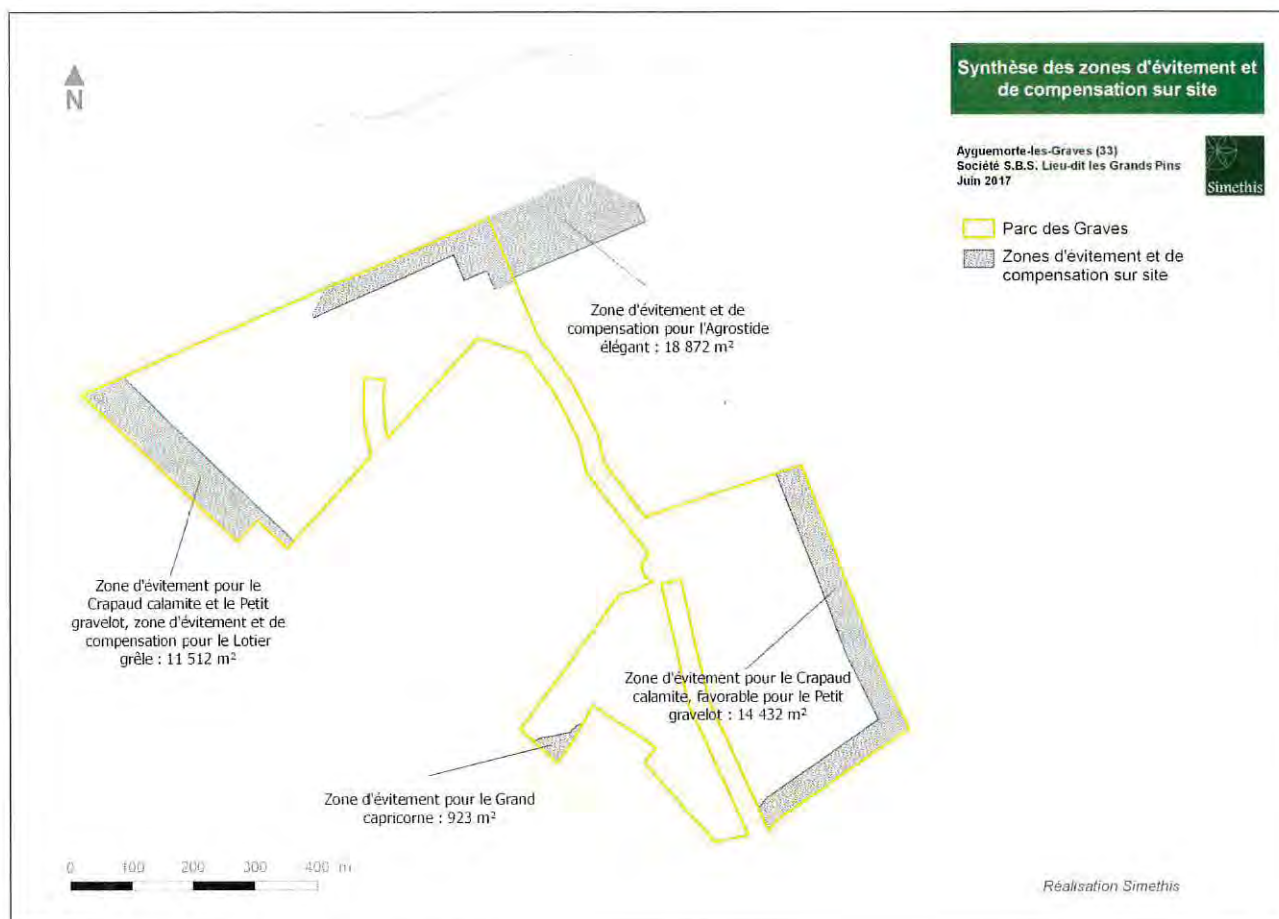 N
Synthèse des zones d'évitement et
de compensation sur site
Ayguemorte-les-Graves (33)
Société S.B.S. Lieu-dit les Grands Pins
Juin 2017
Simethis
Parc des Graves
Zones d'évitement et de
compensation sur site
Zone d'évitement et de
compensation pour l'Agrostide
élégant : 18 872 m²
Zone d'évitement pour le
Crapaud calamite et le Petit
gravelot, zone d'évitement et de
compensation pour le Lotier
grêle : 11 512 m²
Zone d'évitement pour le Crapaud
calamite, favorable pour le Petit
gravelot : 14 432 m²
Zone d'évitement pour le Grand
capricorne : 923 m²
0 100 200 300 400 m
Réalisation Simethis